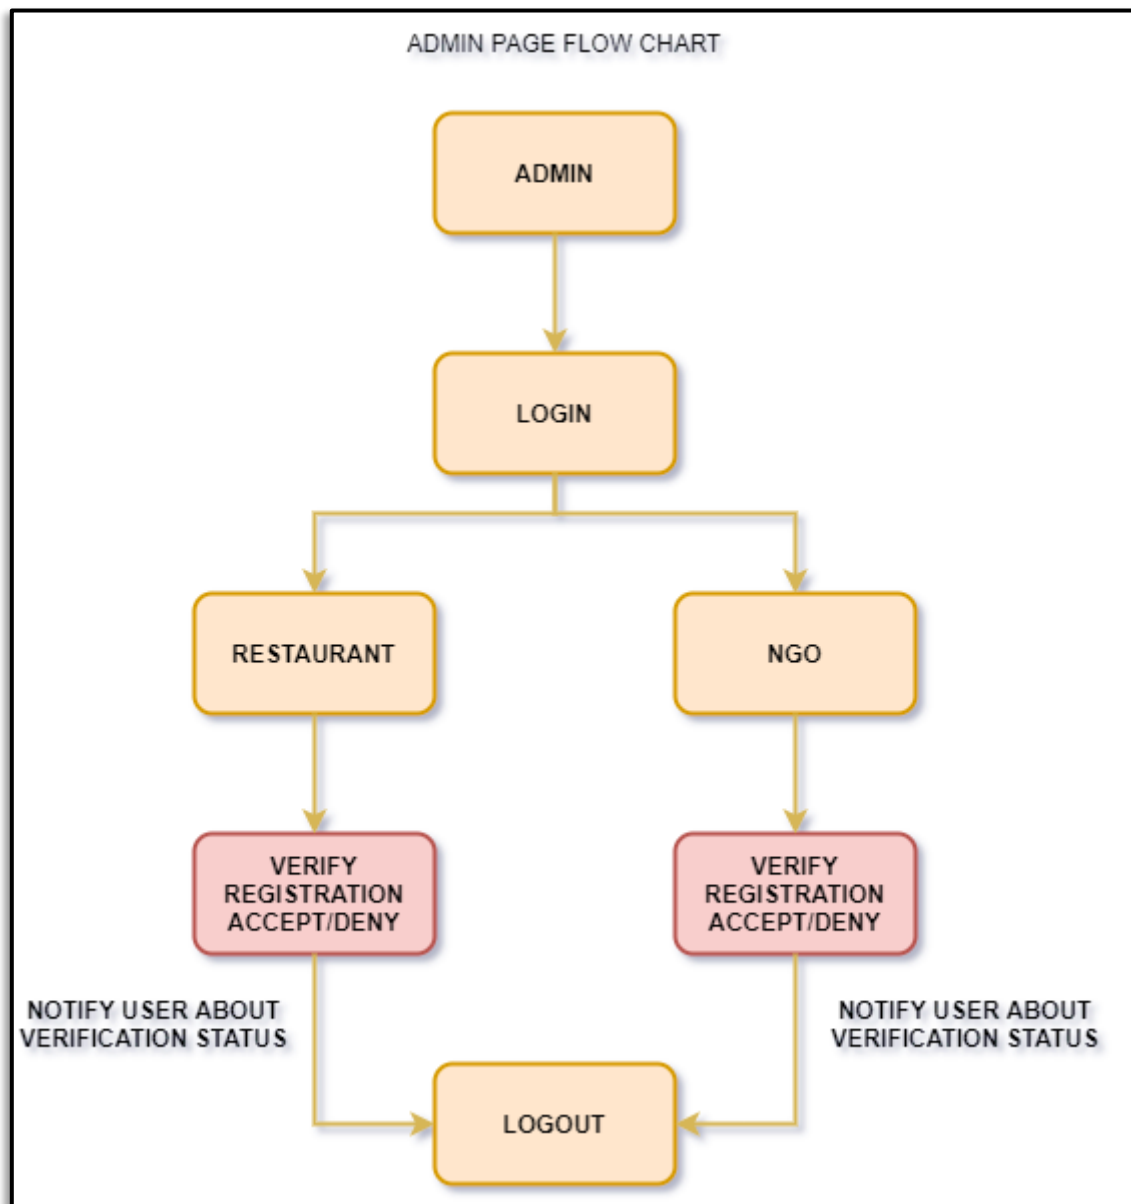 ADMIN PAGE FLOW CHART
ADMIN
LOGIN
RESTAURANT
NGO
VERIFY
REGISTRATION
ACCEPT/DENY
VERIFY
REGISTRATION
ACCEPT/DENY
NOTIFY USER ABOUT
VERIFICATION STATUS
NOTIFY USER ABOUT
VERIFICATION STATUS
LOGOUT